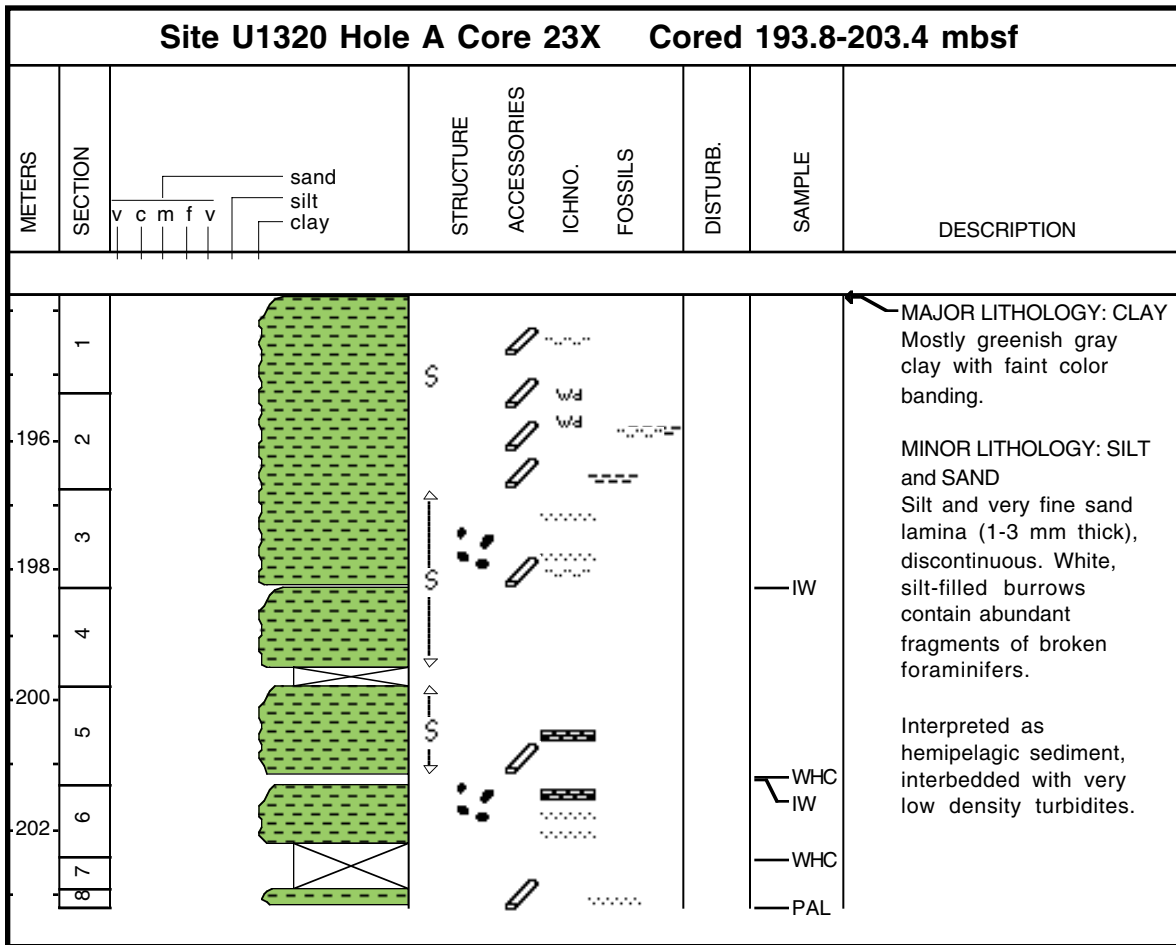 Site U1320 Hole A Core 23X Cored 193.8-203.4 mbsf
METERS
SECTION
v c m f v
sand
silt
clay
STRUCTURE
ACCESSORIES
ICHNO.
FOSSILS
DISTURB.
SAMPLE
DESCRIPTION
196
198
200
202
1
2
3
4
5
6
7
8
S
S
S
IW
WHC
IW
WHC
PAL
MAJOR LITHOLOGY: CLAY
Mostly greenish gray
clay with faint color
banding.
MINOR LITHOLOGY: SILT
and SAND
Silt and very fine sand
lamina (1-3 mm thick),
discontinuous. White,
silt-filled burrows
contain abundant
fragments of broken
foraminifers.
Interpreted as
hemipelagic sediment,
interbedded with very
low density turbidites.